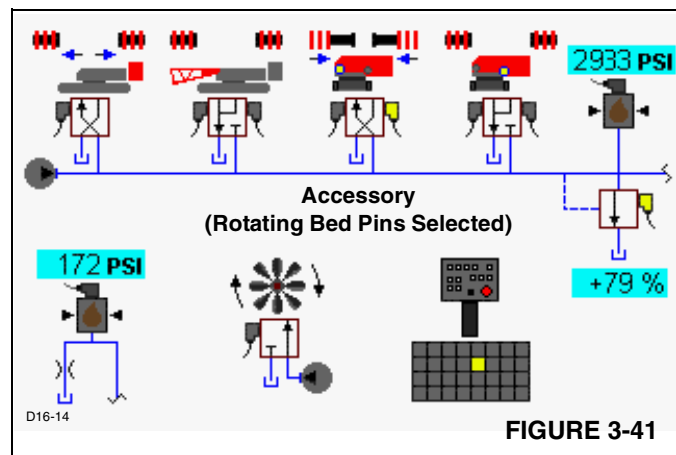 2933 PSI
Accessory
(Rotating Bed Pins Selected)
172 PSI
+79 %
D16-14
FIGURE 3-41